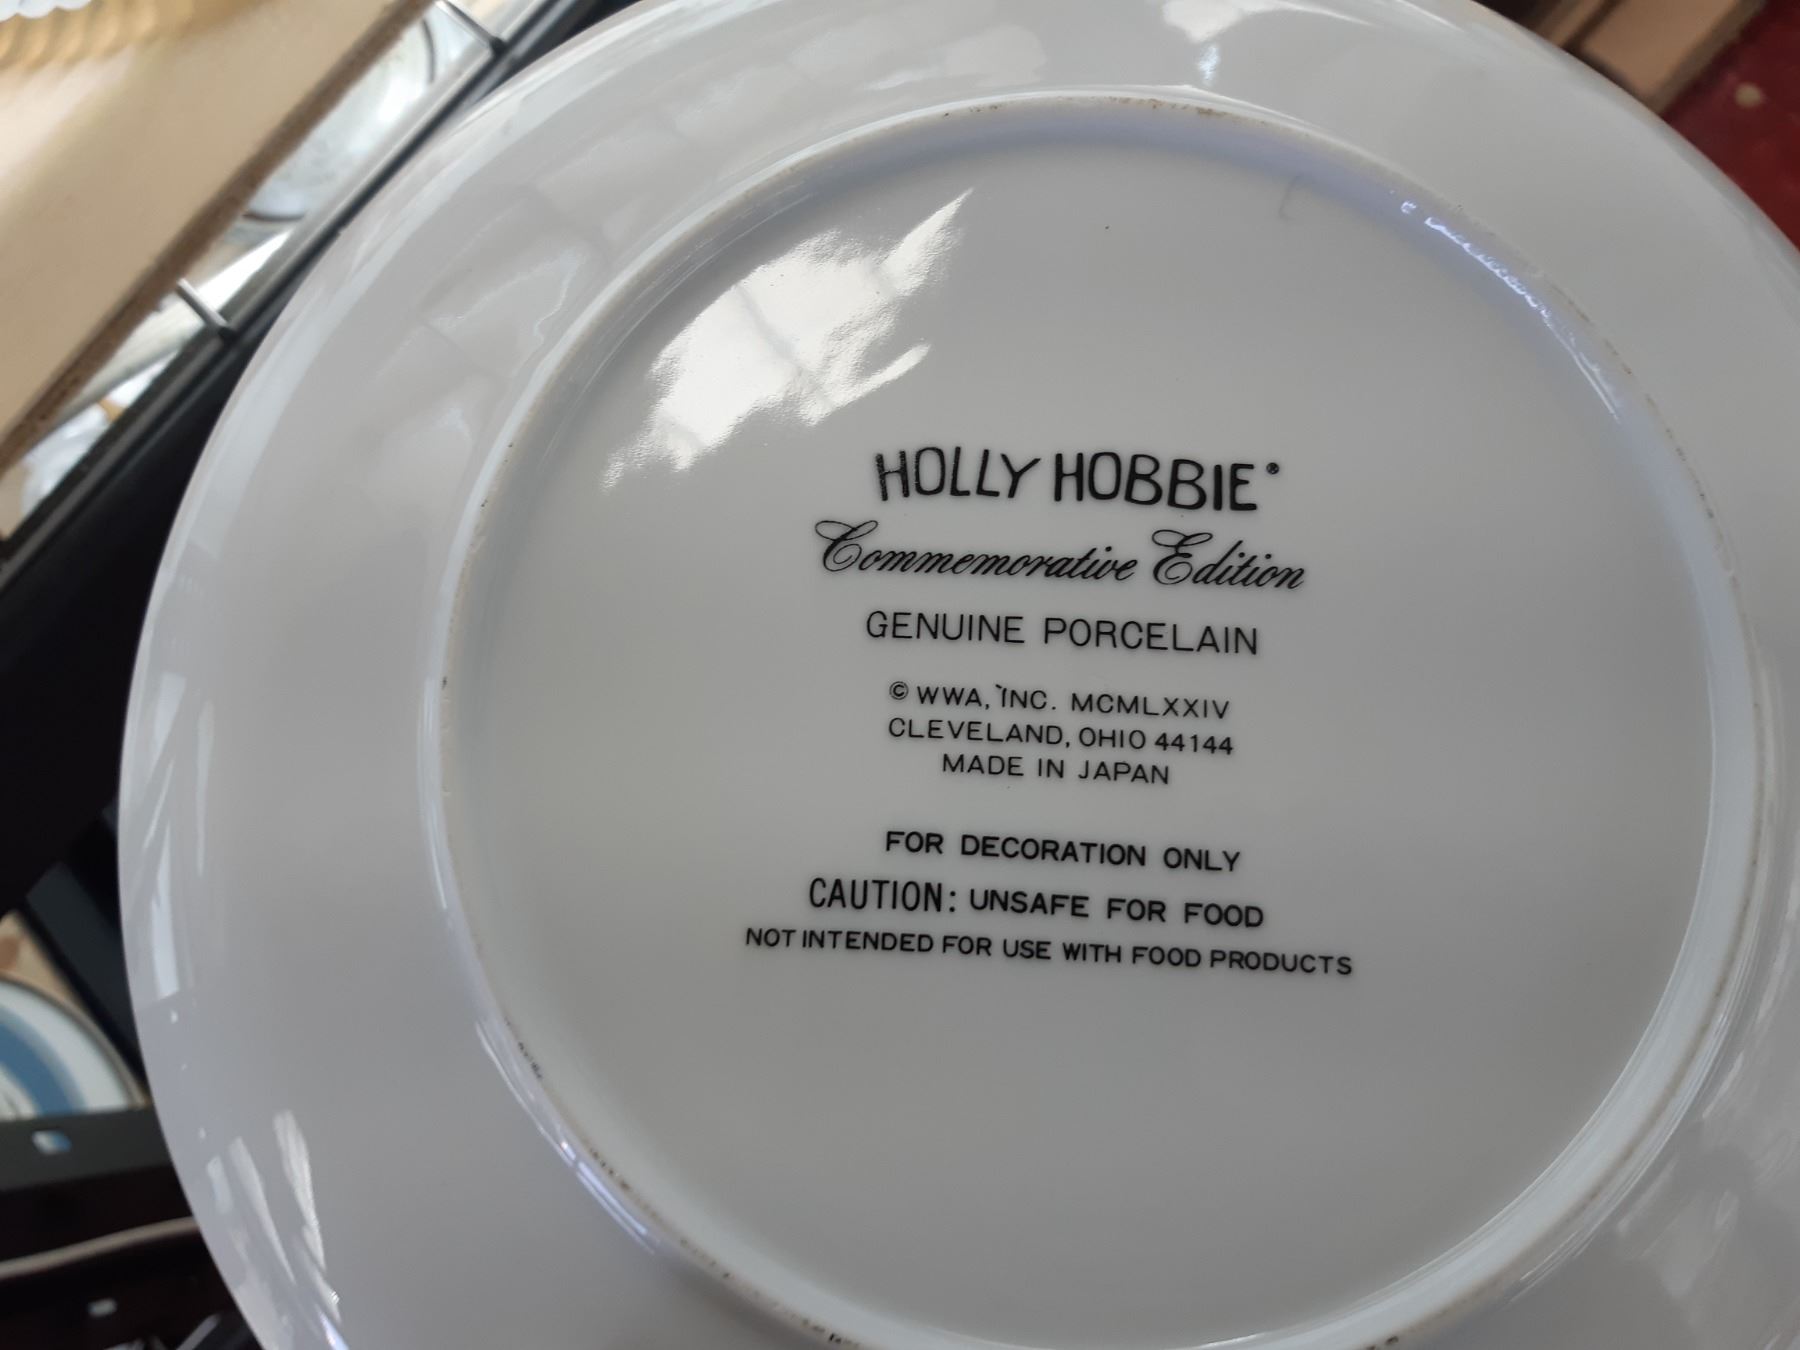 HOLLY HOBBIE®
Commemorative Edition
GENUINE PORCELAIN
© WWA, INC. MCMLXXIV
CLEVELAND, OHIO 44144
MADE IN JAPAN
FOR DECORATION ONLY
CAUTION: UNSAFE FOR FOOD
NOT INTENDED FOR USE WITH FOOD PRODUCTS